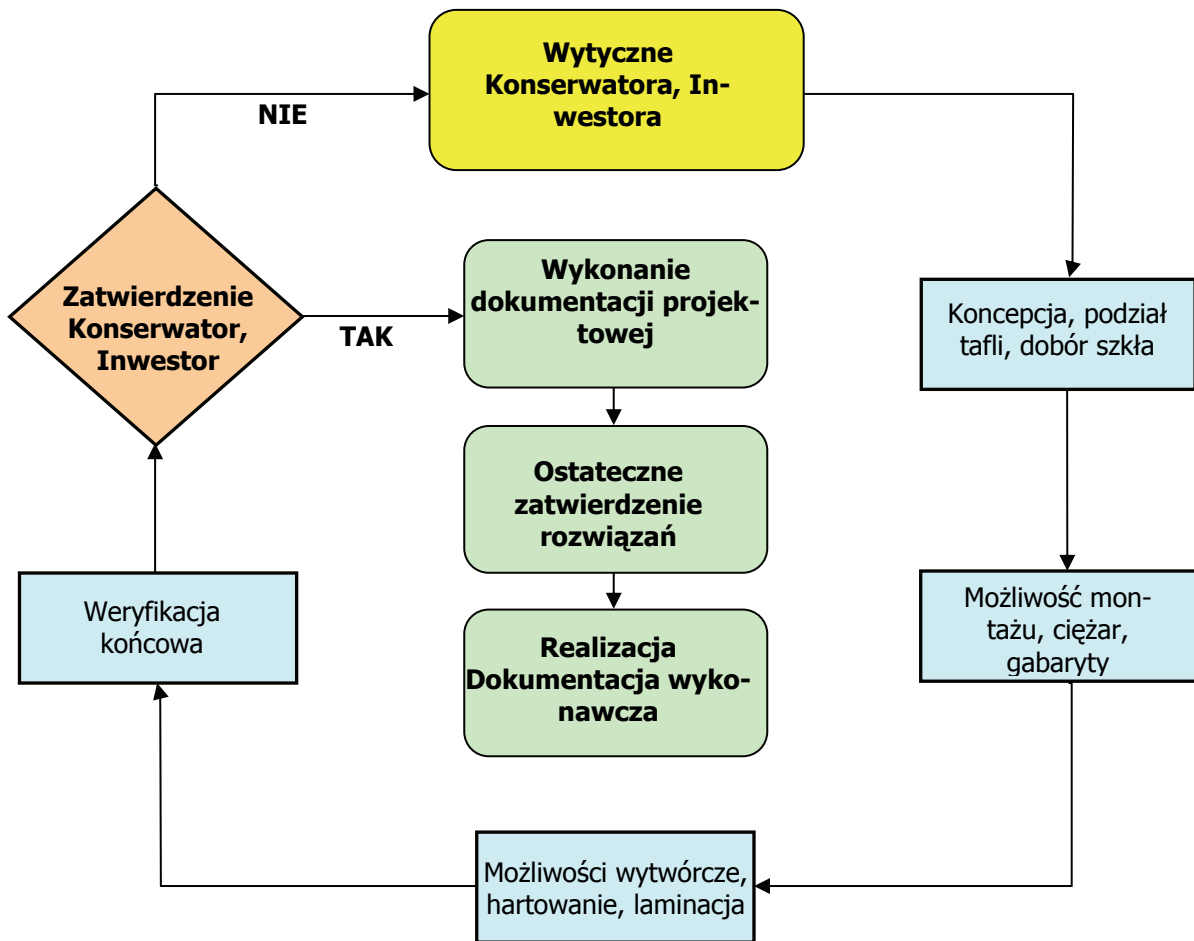 Wytyczne
Konserwatora, In-
westora
NIE
Zatwierdzenie
Konserwator,
Inwestor
TAK
Wykonanie
dokumentacji projek-
towej
Koncepcja, podział
tafli, dobór szkła
Ostateczne
zatwierdzenie
rozwiązań
Weryfikacja
końcowa
Możliwość mon-
tażu, ciężar,
gabaryty
Realizacja
Dokumentacja wyko-
nawcza
Możliwości wytwórcze,
hartowanie, laminacja